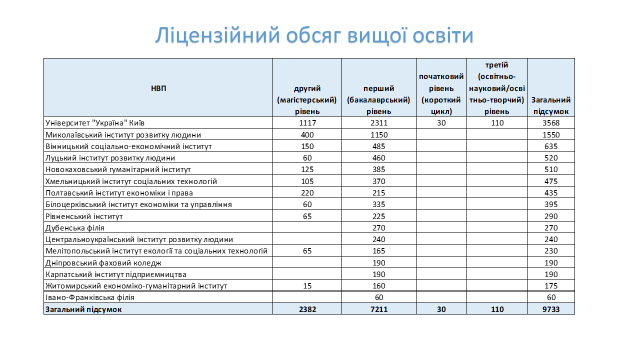 Ліцензійний обсяг вищої освіти
НВП
другий (магістерський) рівень
перший (бакалаврський) рівень
початковий рівень (короткий цикл)
третій (освітньо-науковий/освітньо-творчий) рівень
Загальний підсумок
Університет "Україна" Київ 1117 2311 30 110 3568
Миколаївський інститут розвитку людини 400 1150 1550
Вінницький соціально-економічний інститут 150 485 635
Луцький інститут розвитку людини 60 460 520
Новокаховський гуманітарний інститут 125 385 510
Хмельницький інститут соціальних технологій 105 370 475
Полтавський інститут економіки і права 220 215 435
Білоцерківський інститут економіки та управління 60 335 395
Рівненський інститут 65 225 290
Дубенська філія 270 270
Центральноукраїнський інститут розвитку людини 240 240
Мелітопольський інститут екології та соціальних технологій 65 165 230
Дніпровський фаховий коледж 190 190
Карпатський інститут підприємництва 190 190
Житомирський економіко-гуманітарний інститут 15 160 175
Івано-Франківська філія 60 60
Загальний підсумок 2382 7211 30 110 9733